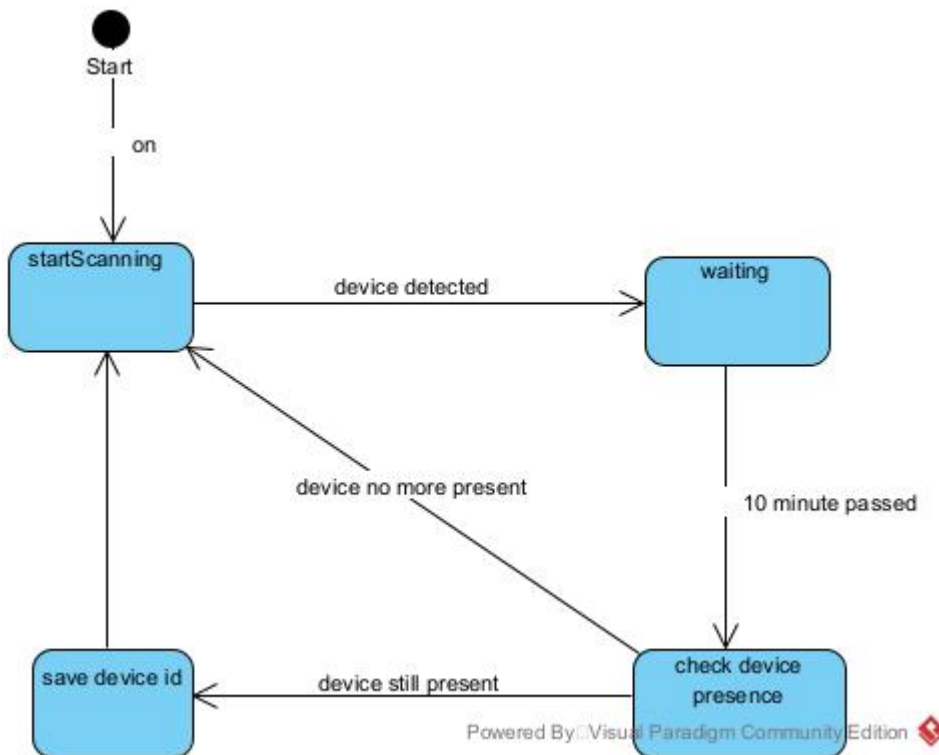 Start
on
startScanning
device detected
waiting
device no more present
10 minute passed
save device id
device still present
check device
presence
Powered By Visual Paradigm Community Edition